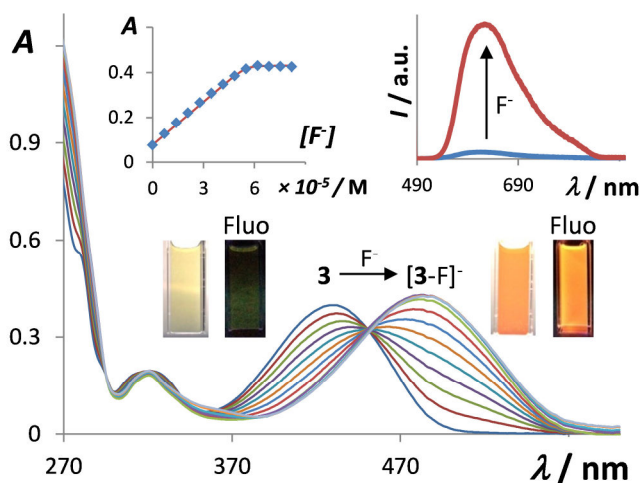 A
0.9
0.6
0.3
0
270
370
470
λ / nm
A
0.4
0.2
0
0
3
6
× 10⁻⁵ / M
[F⁻]
I / a.u.
F⁻
490
690
λ / nm
Fluo
Fluo
F⁻
3 → [3-F]⁻